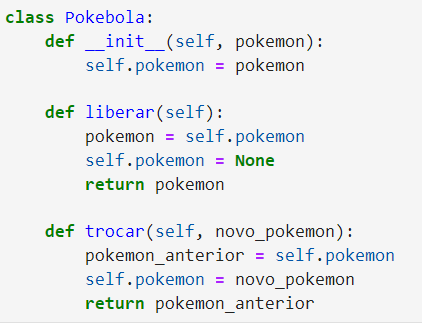 class Pokebola:
    def __init__(self, pokemon):
        self.pokemon = pokemon

    def liberar(self):
        pokemon = self.pokemon
        self.pokemon = None
        return pokemon

    def trocar(self, novo_pokemon):
        pokemon_anterior = self.pokemon
        self.pokemon = novo_pokemon
        return pokemon_anterior